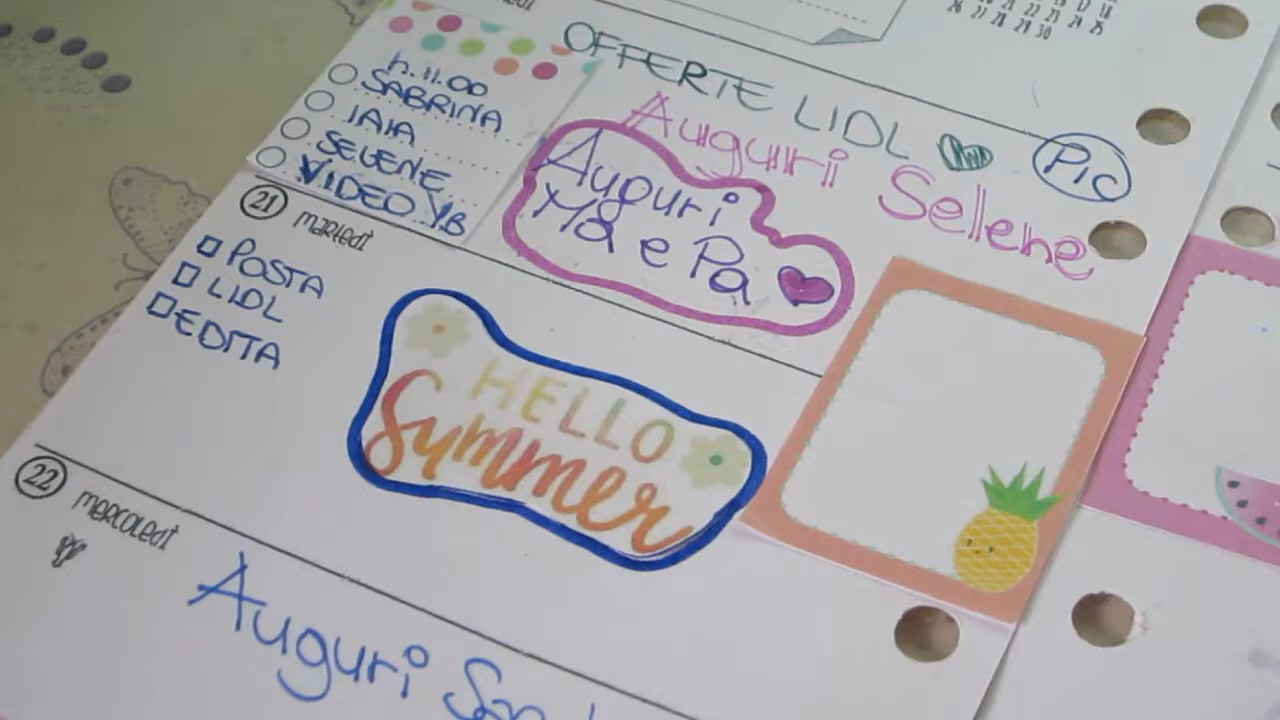 OFFERTE LIDL
Pic
h. 11.00
SABRINA
IAIA
SELENE
VIDEO YB
Auguri Selene
Auguri
Ma e Pa
21 martedì
POSTA
LIDL
EDITA
HELLO
Summer
22 mercoledì
Auguri